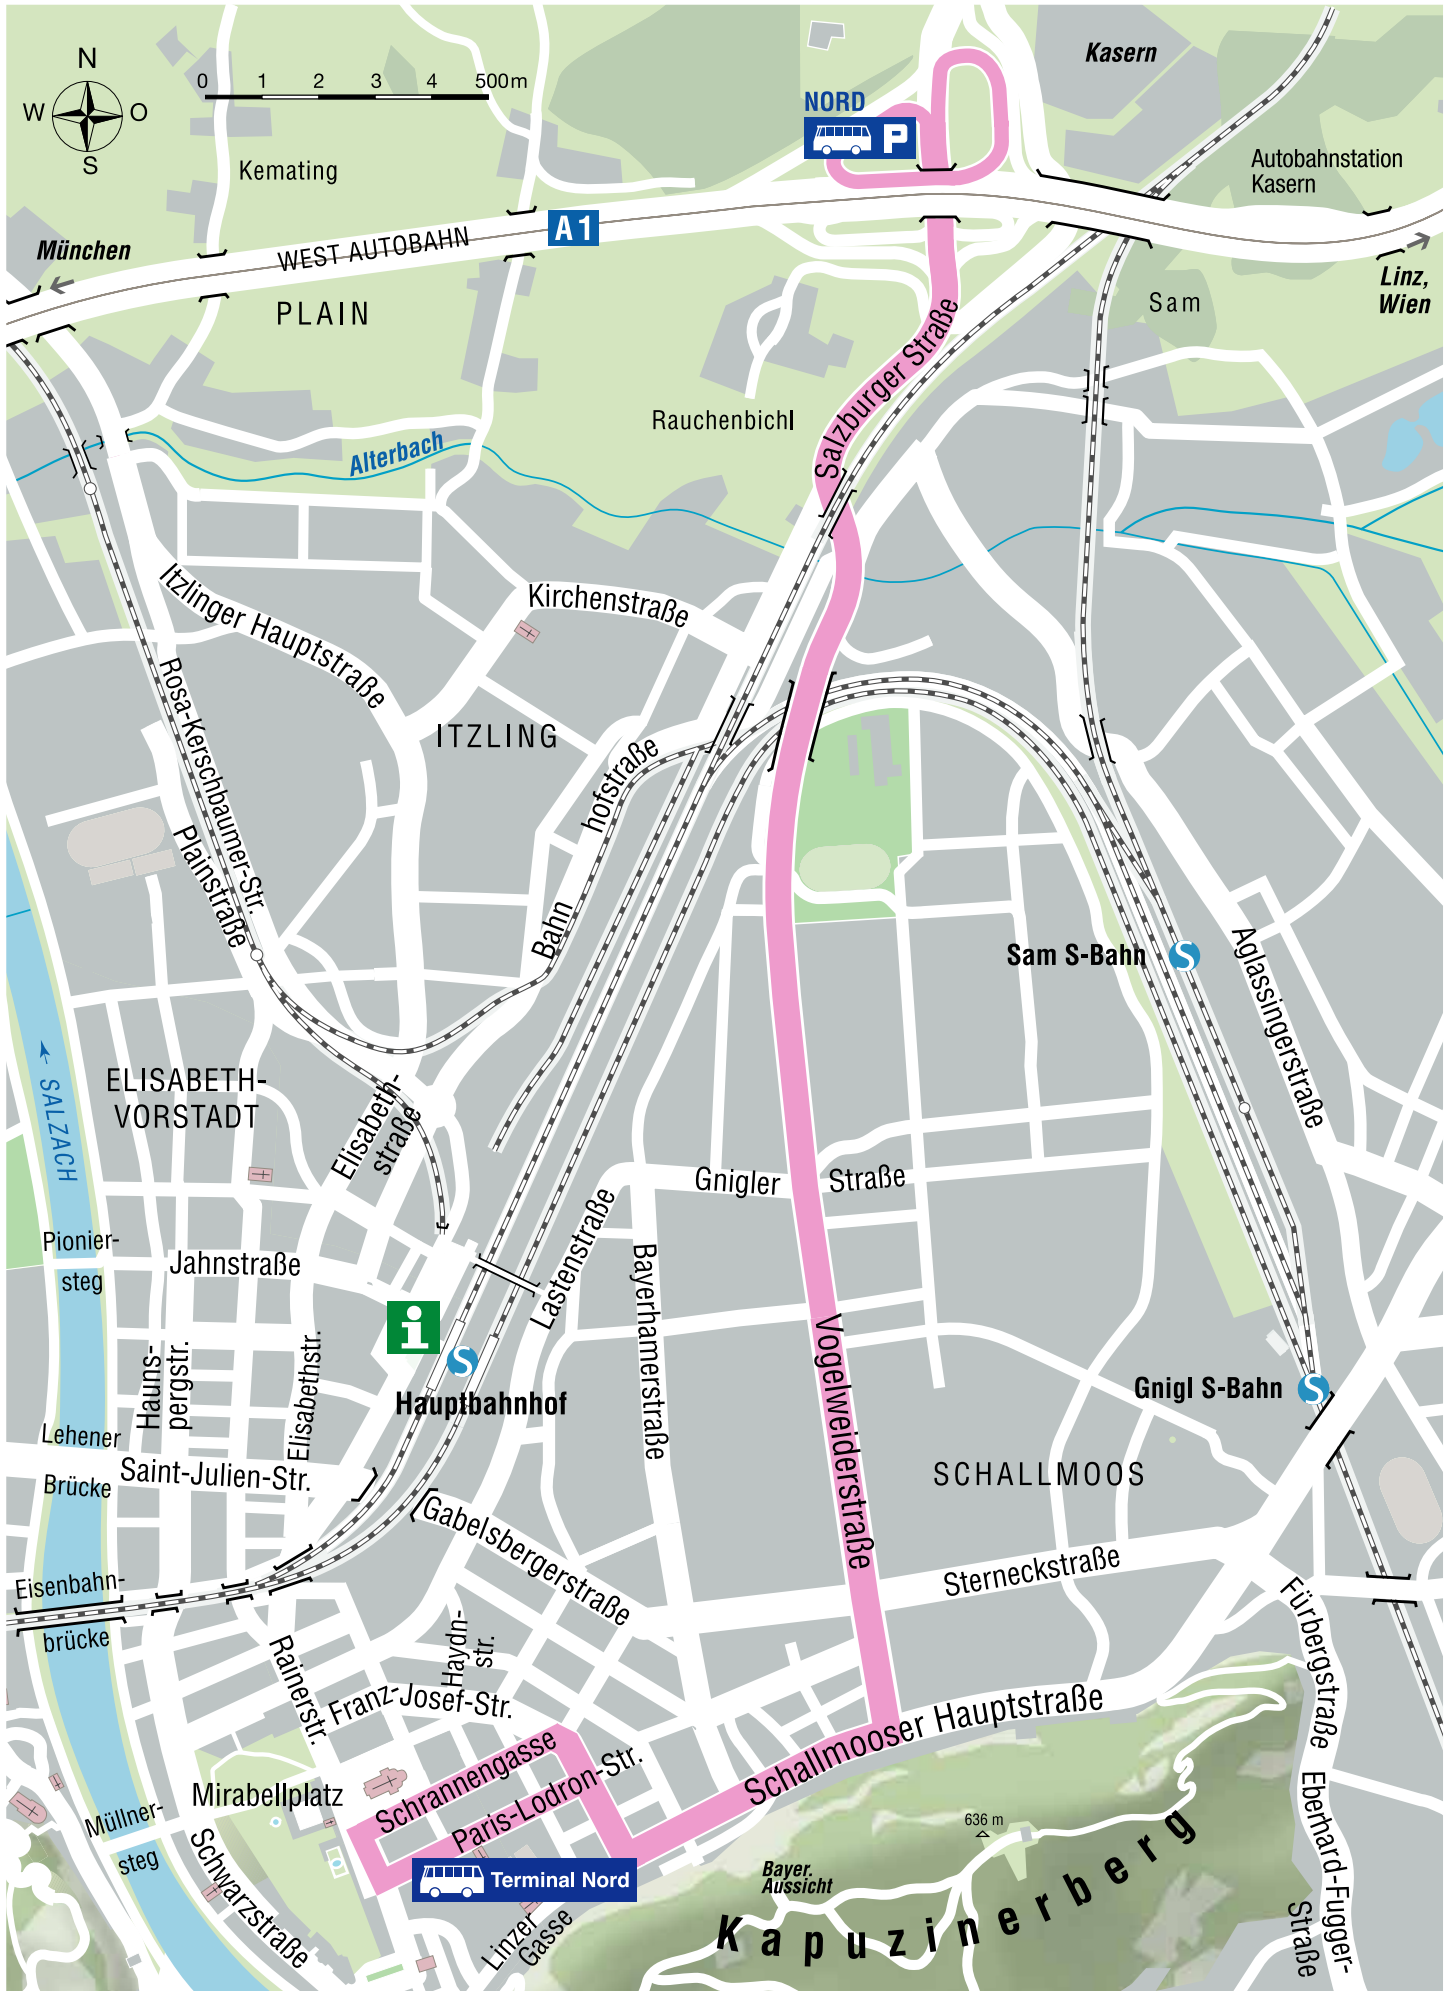 N
W
O
S
0 1 2 3 4 500m
Kasern
NORD
P
Autobahnstation
Kasern
Kemating
A1
WEST AUTOBAHN
München
Linz,
Wien
PLAIN
Sam
Salzburger Straße
Rauchenbichl
Alterbach
Itzlinger Hauptstraße
Kirchenstraße
Rosa-Kerschbaumer-Str.
ITZLING
Bahn
hofstraße
Plainstraße
Sam S-Bahn
S
Aglassingerstraße
SALZACH
ELISABETH-
VORSTADT
Elisabeth-
straße
Gnigler Straße
Pionier-
steg
Jahnstraße
Lastenstraße
Bayerhamerstraße
Vogelweiderstraße
i
S
Hauptbahnhof
Hauns-
pergstr.
Elisabethstr.
Gnigl S-Bahn
S
Lehener
Brücke
Saint-Julien-Str.
SCHALLMOOS
Gabelsbergerstraße
Sterneckstraße
Eisenbahn-
brücke
Haydn-
str.
Rainerstr.
Franz-Josef-Str.
Fürbergstraße
Schallmooser Hauptstraße
Schrannengasse
Paris-Lodron-Str.
Mirabellplatz
Müllner-
steg
Schwarzstraße
Terminal Nord
Linzer
Gasse
636 m
Bayer.
Aussicht
Kapuzinerberg
Eberhard-Fugger-
Straße